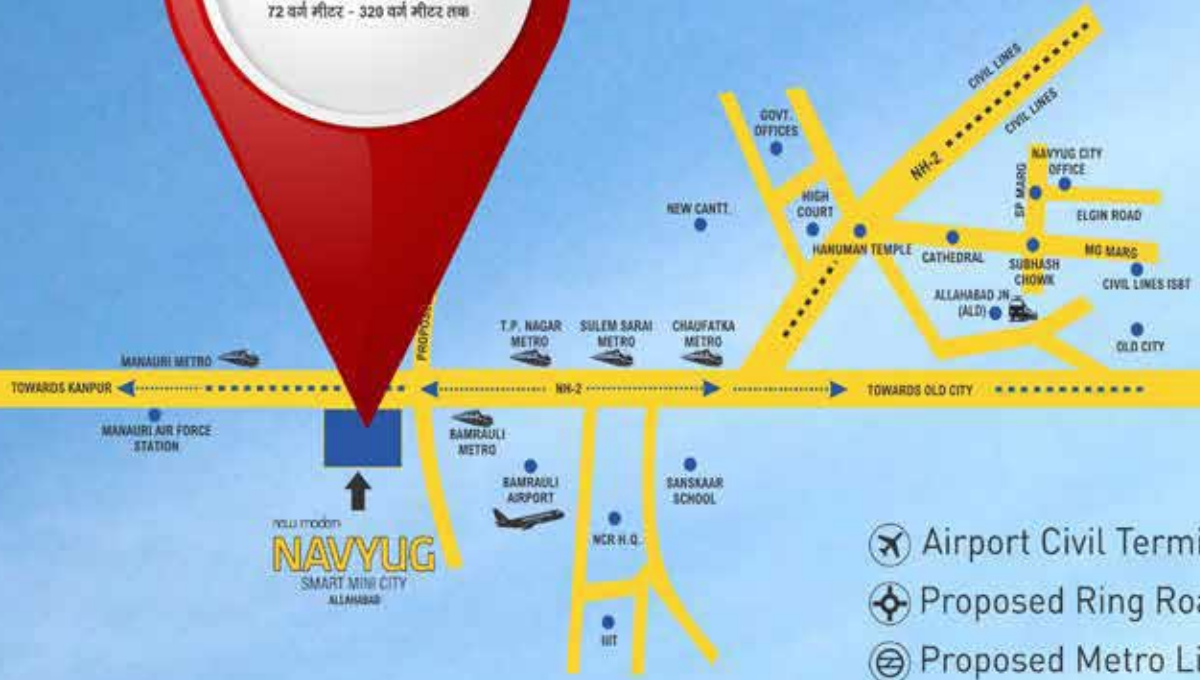 72 वर्ग मीटर - 320 वर्ग मीटर तक
CIVIL LINES
CIVIL LINES
NH-2
GOVT.
OFFICES
NAVYUG CITY
OFFICE
SP MARG
ELGIN ROAD
NEW CANTT.
HIGH
COURT
HANUMAN TEMPLE
CATHEDRAL
SUBHASH
CHOWK
MG MARG
CIVIL LINES ISBT
ALLAHABAD JN
(ALD)
OLD CITY
MANAURI METRO
T.P. NAGAR
METRO
SULEM SARAI
METRO
CHAUFATKA
METRO
TOWARDS KANPUR
NH-2
TOWARDS OLD CITY
MANAURI AIR FORCE
STATION
BAMRAULI
METRO
BAMRAULI
AIRPORT
SANSKAAR
SCHOOL
NCR H.Q.
IIIT
new modern
NAVYUG
SMART MINI CITY
ALLAHABAD
Airport Civil
Proposed Ring
Proposed Metro